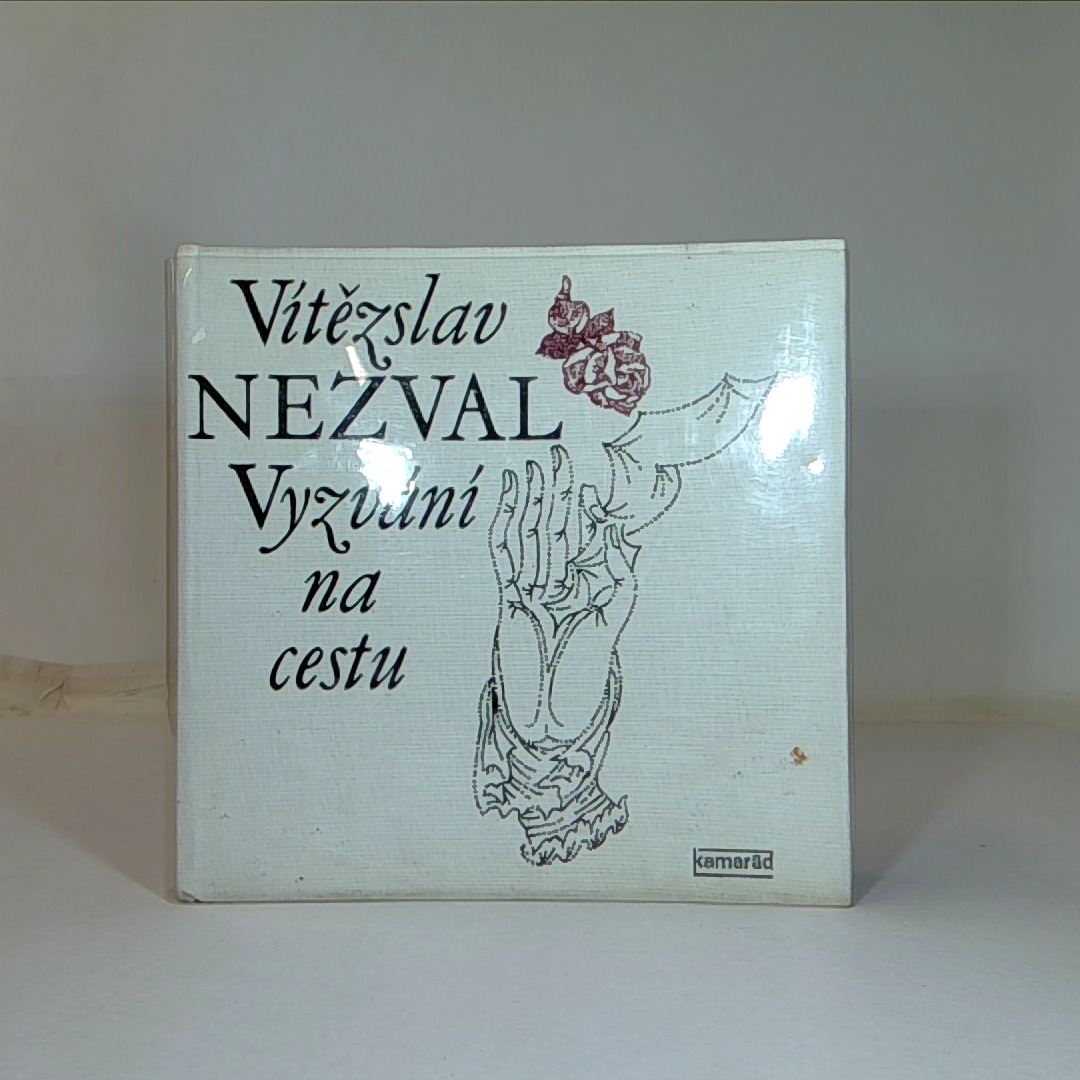 Vítězslav
NEZVAL
Vyzvání
na
cestu
kamarád